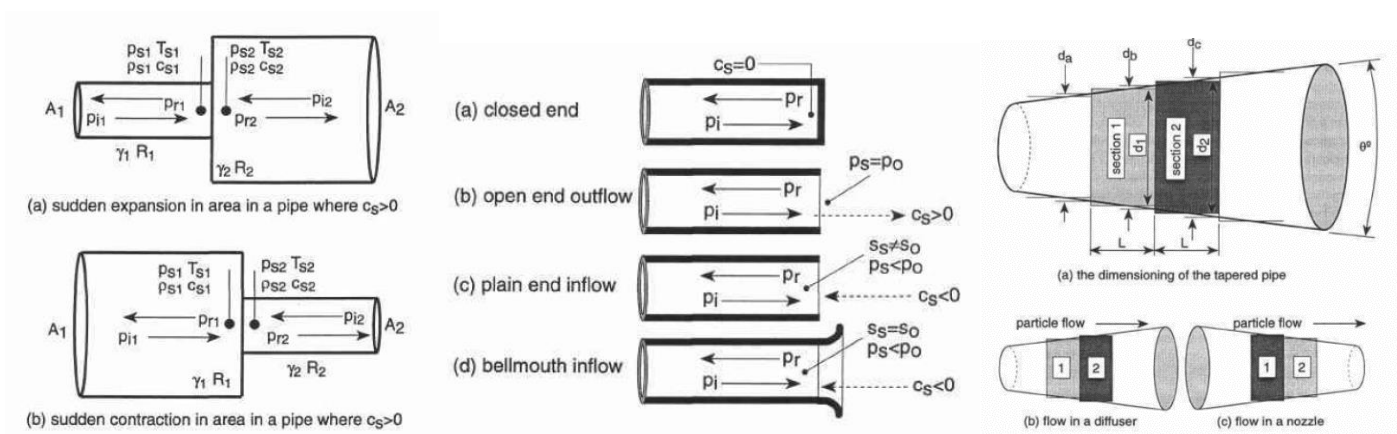 pS1 TS1
ρS1 cS1
pS2 TS2
ρS2 cS2
A1
pr1
pi1
pi2
pr2
A2
γ1 R1
γ2 R2
(a) sudden expansion in area in a pipe where cS>0
pS1 TS1
ρS1 cS1
pS2 TS2
ρS2 cS2
A1
pr1
pi1
pi2
pr2
A2
γ1 R1
γ2 R2
(b) sudden contraction in area in a pipe where cS>0
cS=0
(a) closed end
pr
pi
pS=pO
(b) open end outflow
pr
pi
cS>0
sS≠sO
pS<pO
(c) plain end inflow
pr
pi
cS<0
sS=sO
pS<pO
(d) bellmouth inflow
pr
pi
cS<0
da
db
dc
section 1
d1
section 2
d2
θº
L
L
(a) the dimensioning of the tapered pipe
particle flow
1
2
(b) flow in a diffuser
particle flow
1
2
(c) flow in a nozzle